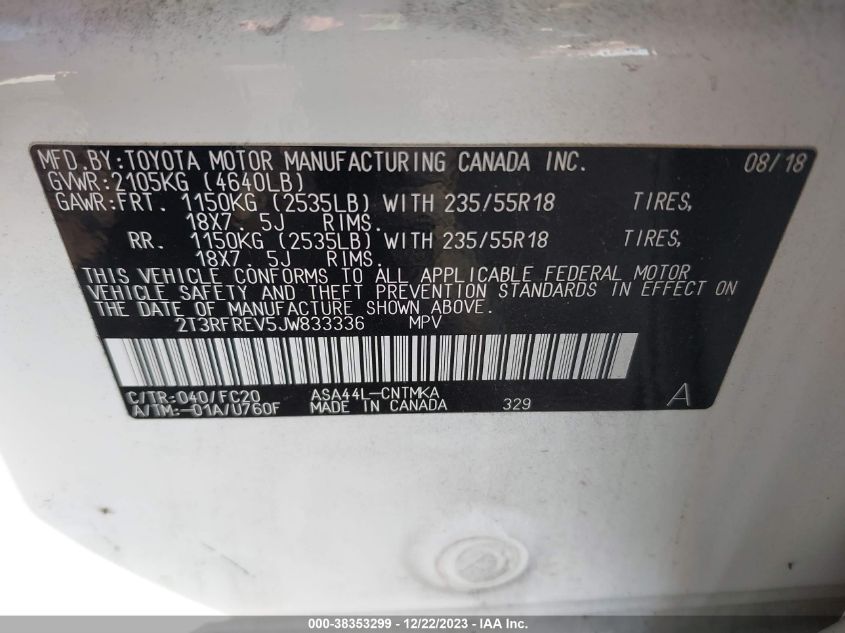 MFD.BY:TOYOTA MOTOR MANUFACTURING CANADA INC. 08/18
GVWR:2105KG (4640LB)
GAWR:FRT. 1150KG (2535LB) WITH 235/55R18 TIRES,
18X7. 5J RIMS.
RR. 1150KG (2535LB) WITH 235/55R18 TIRES,
18X7. 5J RIMS.
THIS VEHICLE CONFORMS TO ALL APPLICABLE FEDERAL MOTOR
VEHICLE SAFETY AND THEFT PREVENTION STANDARDS IN EFFECT ON
THE DATE OF MANUFACTURE SHOWN ABOVE.
2T3RFREV5JW833336 MPV
C/TR:040/FC20 ASA44L-CNTMKA
A/TM:-01A/U760F MADE IN CANADA 329 A
000-38353299 - 12/22/2023 - IAA Inc.